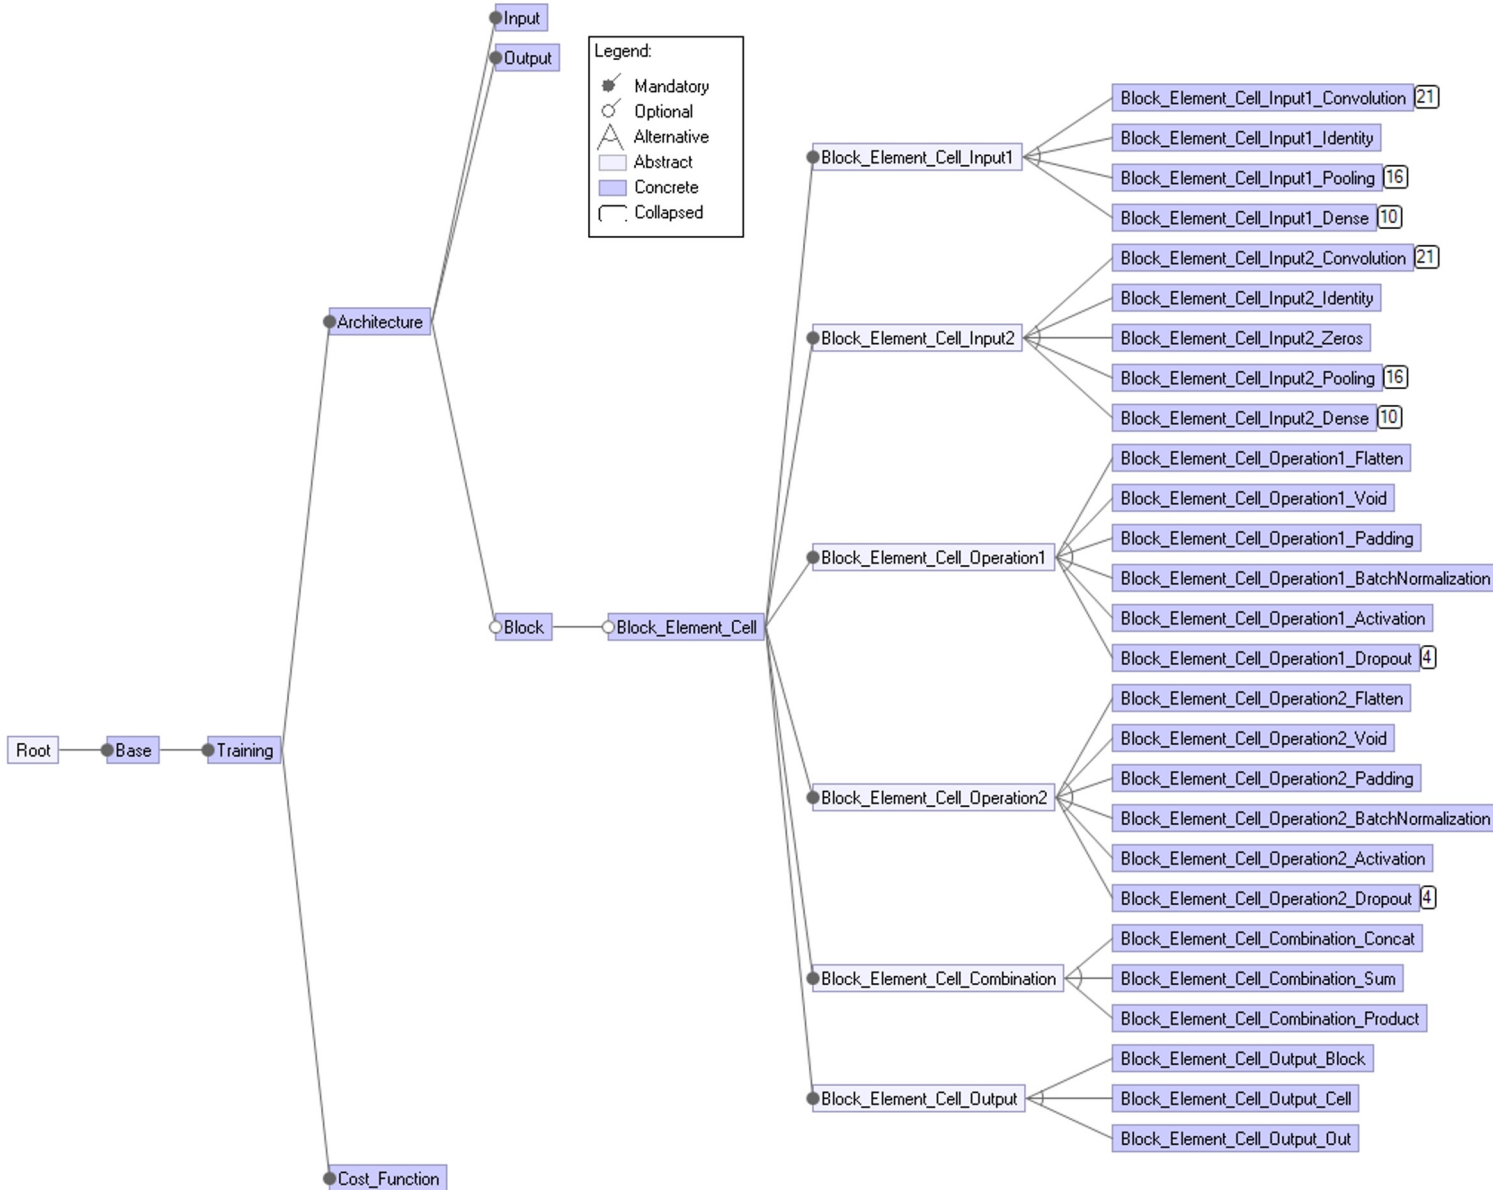 Input
Output
Legend:
Mandatory
Optional
Alternative
Abstract
Concrete
Collapsed
Block_Element_Cell_Input1_Convolution 21
Block_Element_Cell_Input1_Identity
Block_Element_Cell_Input1
Block_Element_Cell_Input1_Pooling 16
Block_Element_Cell_Input1_Dense 10
Block_Element_Cell_Input2_Convolution 21
Block_Element_Cell_Input2_Identity
Architecture
Block_Element_Cell_Input2
Block_Element_Cell_Input2_Zeros
Block_Element_Cell_Input2_Pooling 16
Block_Element_Cell_Input2_Dense 10
Block_Element_Cell_Operation1_Flatten
Block_Element_Cell_Operation1_Void
Block_Element_Cell_Operation1_Padding
Block_Element_Cell_Operation1
Block_Element_Cell_Operation1_BatchNormalization
Block_Element_Cell_Operation1_Activation
Block
Block_Element_Cell
Block_Element_Cell_Operation1_Dropout 4
Block_Element_Cell_Operation2_Flatten
Block_Element_Cell_Operation2_Void
Root
Base
Training
Block_Element_Cell_Operation2_Padding
Block_Element_Cell_Operation2
Block_Element_Cell_Operation2_BatchNormalization
Block_Element_Cell_Operation2_Activation
Block_Element_Cell_Operation2_Dropout 4
Block_Element_Cell_Combination_Concat
Block_Element_Cell_Combination
Block_Element_Cell_Combination_Sum
Block_Element_Cell_Combination_Product
Block_Element_Cell_Output_Block
Block_Element_Cell_Output
Block_Element_Cell_Output_Cell
Block_Element_Cell_Output_Out
Cost_Function